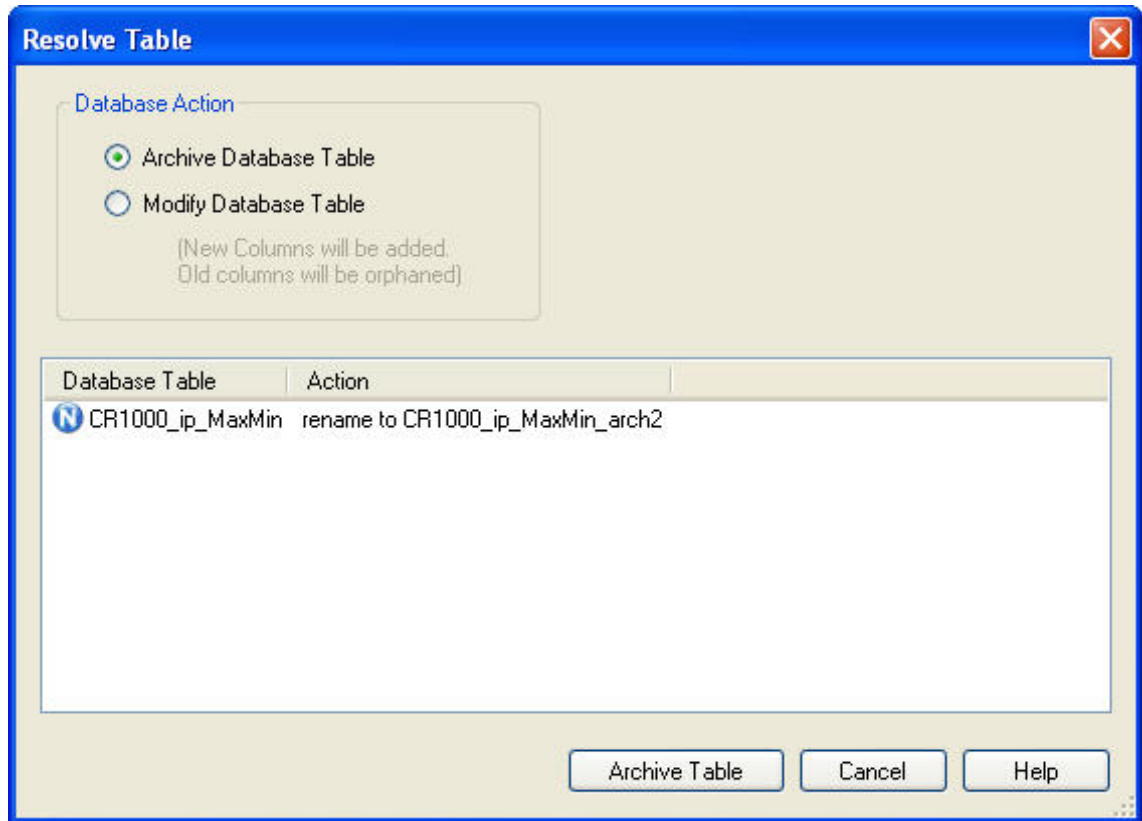 Resolve Table
Database Action
Archive Database Table
Modify Database Table
(New Columns will be added.
Old columns will be orphaned)
Database Table Action
N CR1000_ip_MaxMin rename to CR1000_ip_MaxMin_arch2
Archive Table Cancel Help